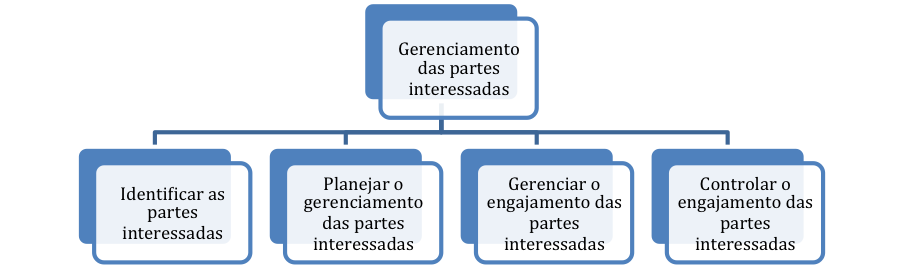 Gerenciamento
das partes
interessadas
Identificar as
partes
interessadas
Planejar o
gerenciamento
das partes
interessadas
Gerenciar o
engajamento das
partes
interessadas
Controlar o
engajamento das
partes
interessadas